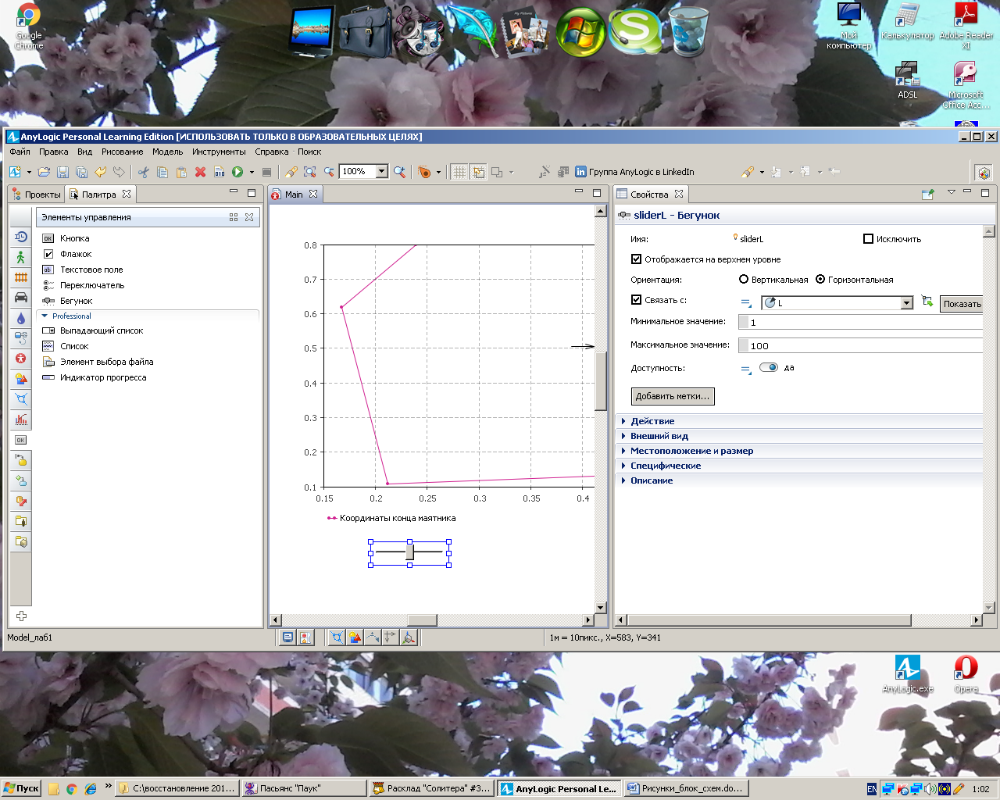 Google
Chrome
My Pictures
Мой
компьютер
Калькулятор
Adobe Reader
XI
ADSL
Microsoft
Office Acc...
AnyLogic Personal Learning Edition [ИСПОЛЬЗОВАТЬ ТОЛЬКО В ОБРАЗОВАТЕЛЬНЫХ ЦЕЛЯХ]
Файл Правка Вид Рисование Модель Инструменты Справка Поиск
100% Группа AnyLogic в LinkedIn
Проекты Палитра
Main
Свойства
Элементы управления
Кнопка
Флажок
Текстовое поле
Переключатель
Бегунок
Professional
Выпадающий список
Список
Элемент выбора файла
Индикатор прогресса
0.8
0.7
0.6
0.5
0.4
0.3
0.2
0.1
0.15 0.2 0.25 0.3 0.35 0.4
Координаты конца маятника
sliderL - Бегунок
Имя: sliderL Исключить
Отображается на верхнем уровне
Ориентация: Вертикальная Горизонтальная
Связать с: L Показать
Минимальное значение: 1
Максимальное значение: 100
Доступность: да
Добавить метки...
Действие
Внешний вид
Местоположение и размер
Специфические
Описание
Model_лаб1
1м = 10пикс., X=583, Y=341
AnyLogic.exe
Opera
Пуск
C:\восстановление 201...
Пасьянс "Паук"
Расклад "Солитера" #3...
AnyLogic Personal Le...
Рисунки_блок_схем.do...
EN
1:02